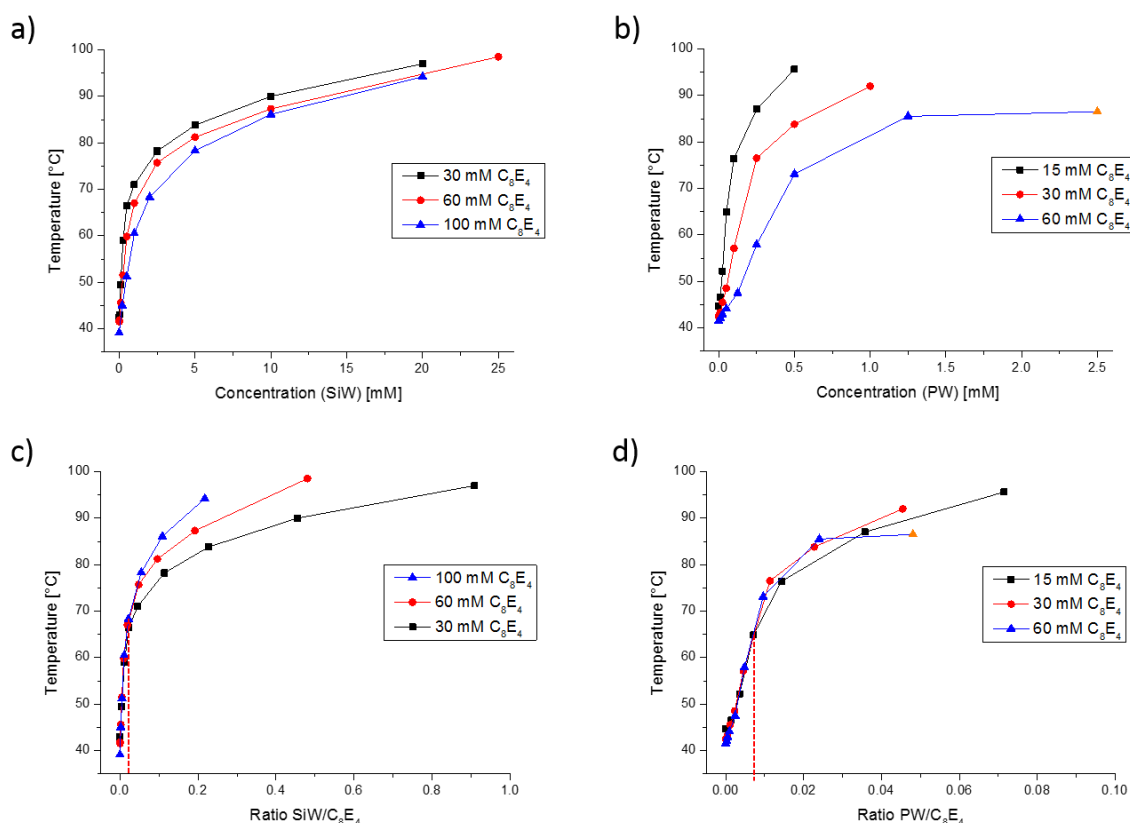 a)
100
90
80
70
60
50
40
Temperature [°C]
0
5
10
15
20
25
Concentration (SiW) [mM]
30 mM C₈E₄
60 mM C₈E₄
100 mM C₈E₄
b)
100
90
80
70
60
50
40
Temperature [°C]
0.0
0.5
1.0
1.5
2.0
2.5
Concentration (PW) [mM]
15 mM C₈E₄
30 mM C₈E₄
60 mM C₈E₄
c)
100
90
80
70
60
50
40
Temperature [°C]
0.0
0.2
0.4
0.6
0.8
1.0
Ratio SiW/C₈E₄
100 mM C₈E₄
60 mM C₈E₄
30 mM C₈E₄
d)
100
90
80
70
60
50
40
Temperature [°C]
0.00
0.02
0.04
0.06
0.08
0.10
Ratio PW/C₈E₄
15 mM C₈E₄
30 mM C₈E₄
60 mM C₈E₄